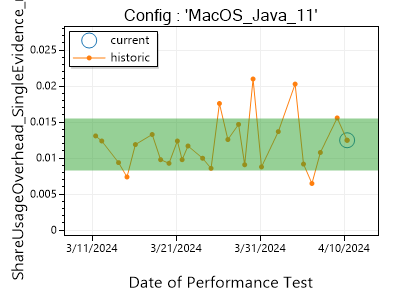 Config : 'MacOS_Java_11'
ShareUsageOverhead_SingleEvidence_
current
historic
0.025
0.02
0.015
0.01
0.005
0
3/11/2024
3/21/2024
3/31/2024
4/10/2024
Date of Performance Test